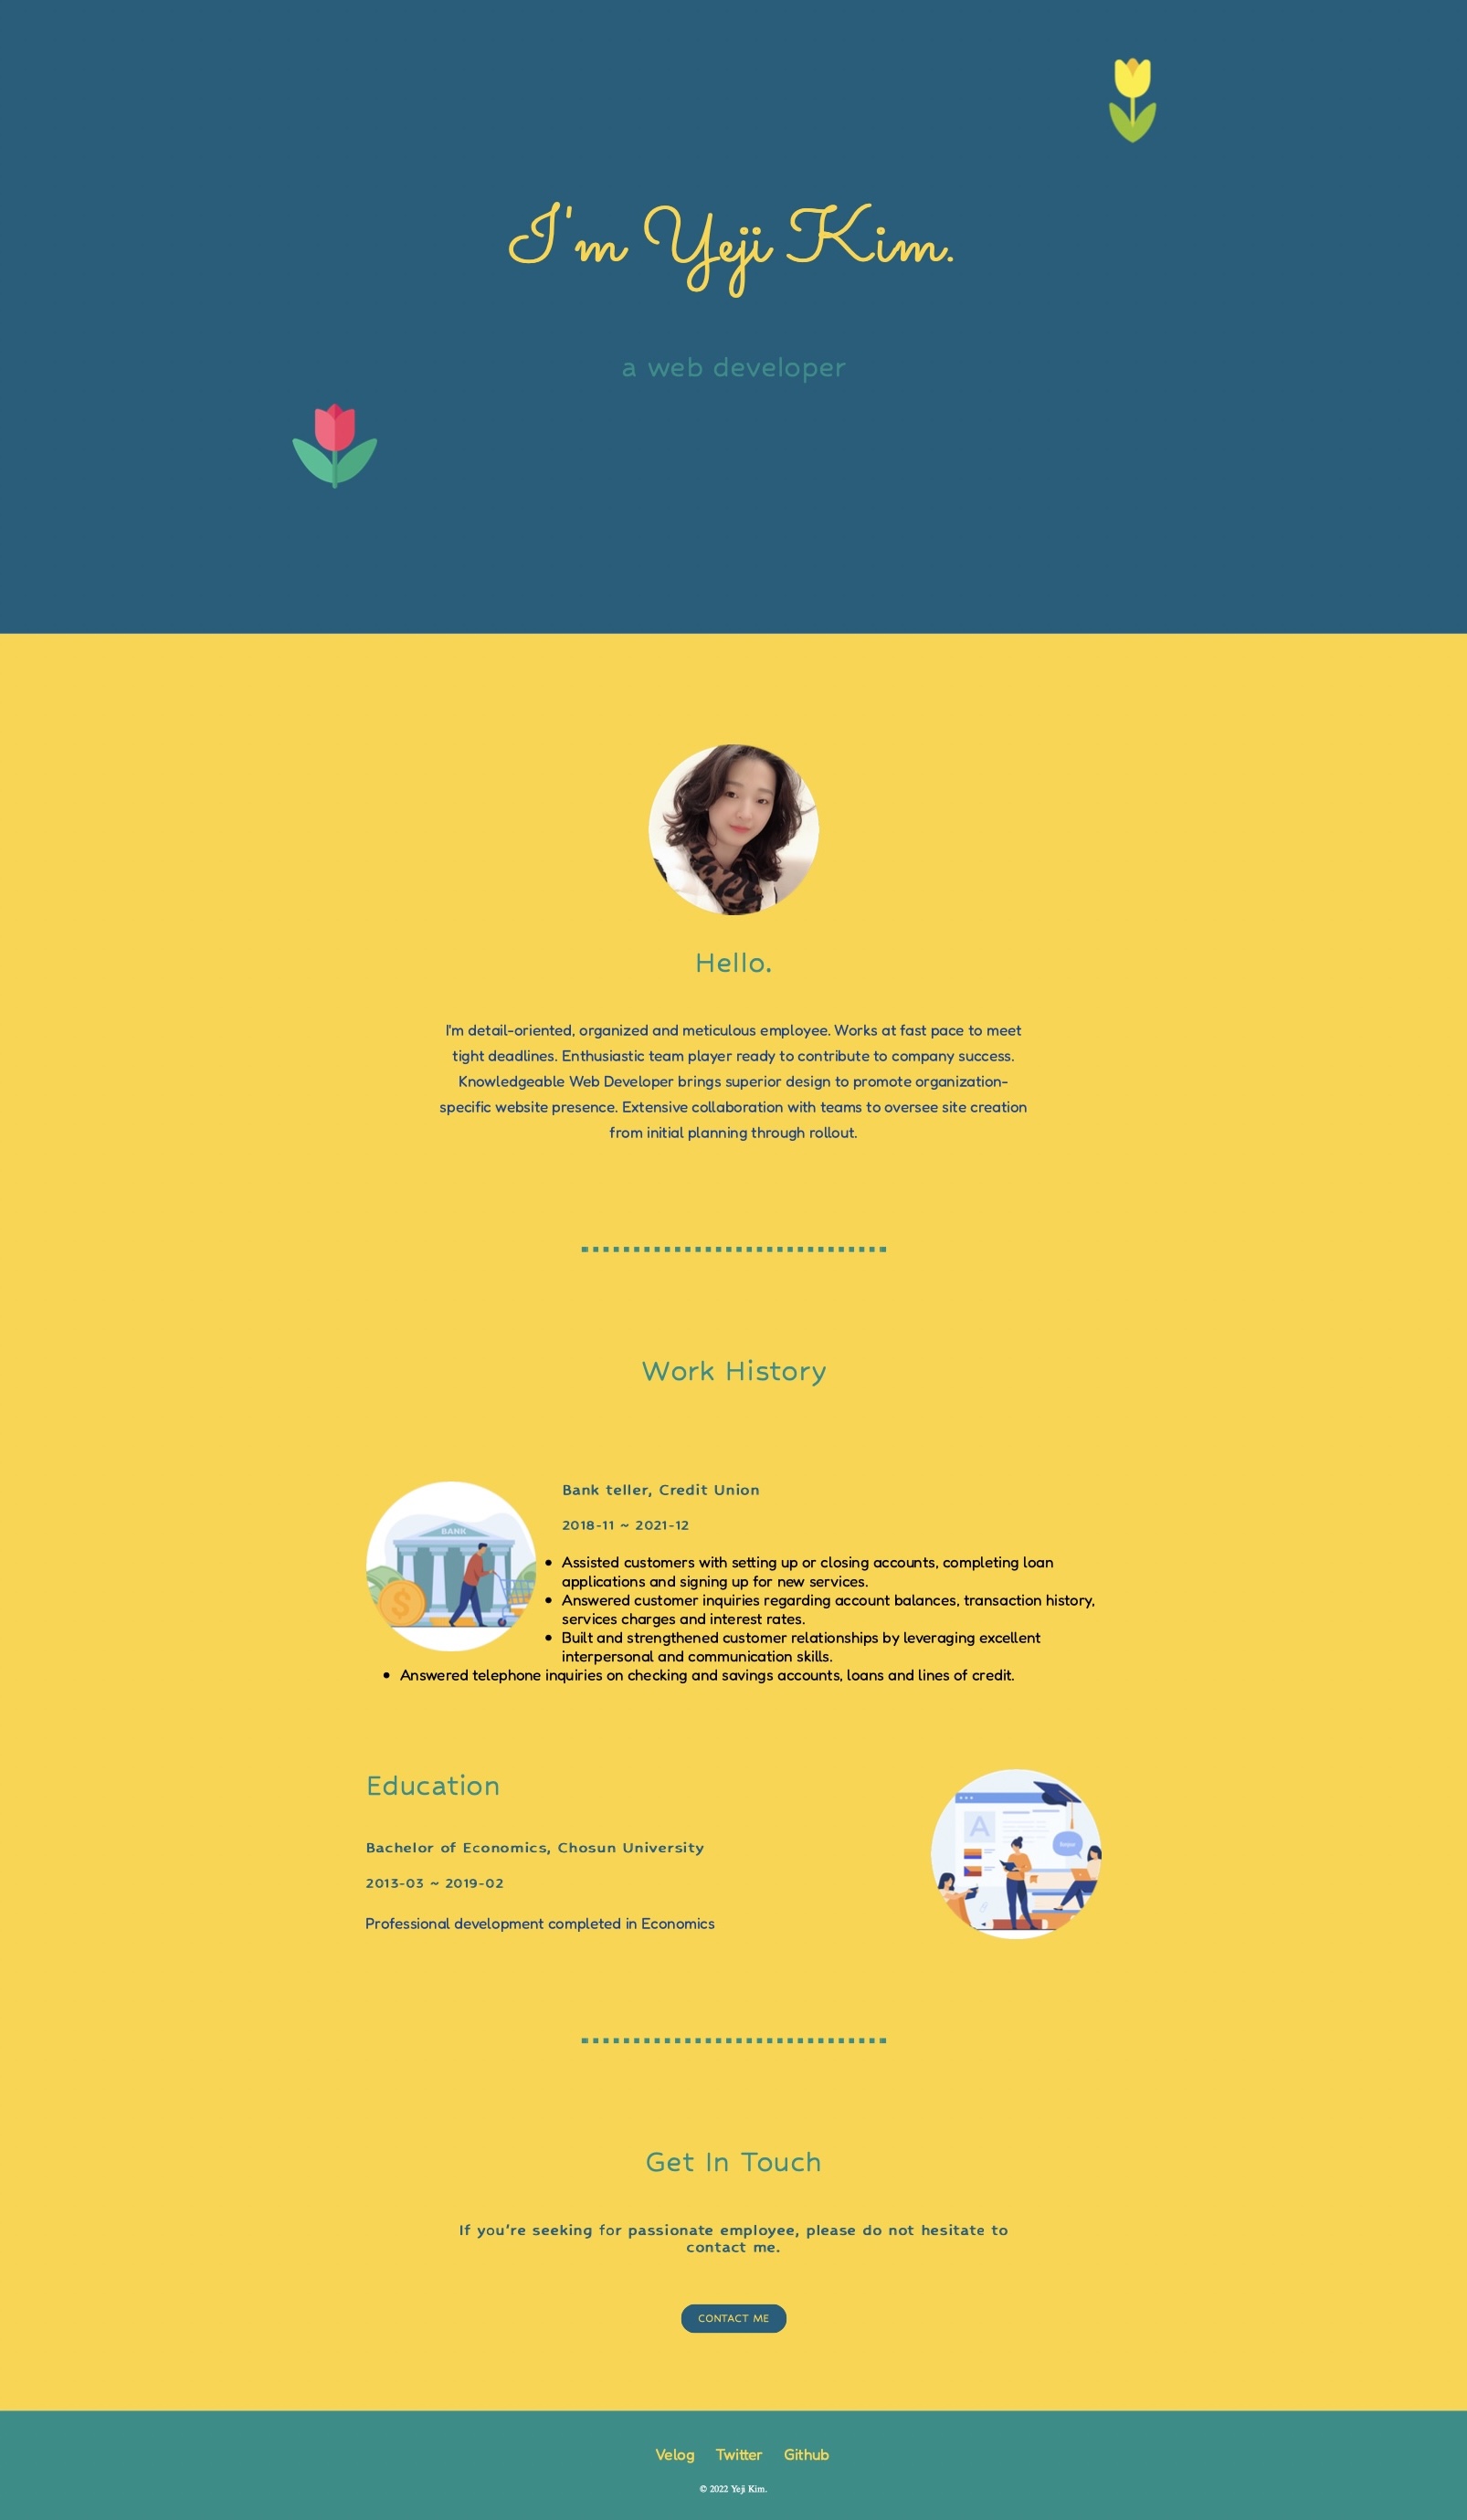 I'm Yeji Kim.
a web developer
Hello.
I'm detail-oriented, organized and meticulous employee. Works at fast pace to meet
tight deadlines. Enthusiastic team player ready to contribute to company success.
Knowledgeable Web Developer brings superior design to promote organization-
specific website presence. Extensive collaboration with teams to oversee site creation
from initial planning through rollout.
Work History
BANK
$
Bank teller, Credit Union
2018-11 ~ 2021-12
Assisted customers with setting up or closing accounts, completing loan
applications and signing up for new services.
Answered customer inquiries regarding account balances, transaction history,
services charges and interest rates.
Built and strengthened customer relationships by leveraging excellent
interpersonal and communication skills.
Answered telephone inquiries on checking and savings accounts, loans and lines of credit.
Education
Bachelor of Economics, Chosun University
2013-03 ~ 2019-02
Professional development completed in Economics
A
Get In Touch
If you're seeking for passionate employee, please do not hesitate to
contact me.
CONTACT ME
Velog Twitter Github
© 2022 Yeji Kim.